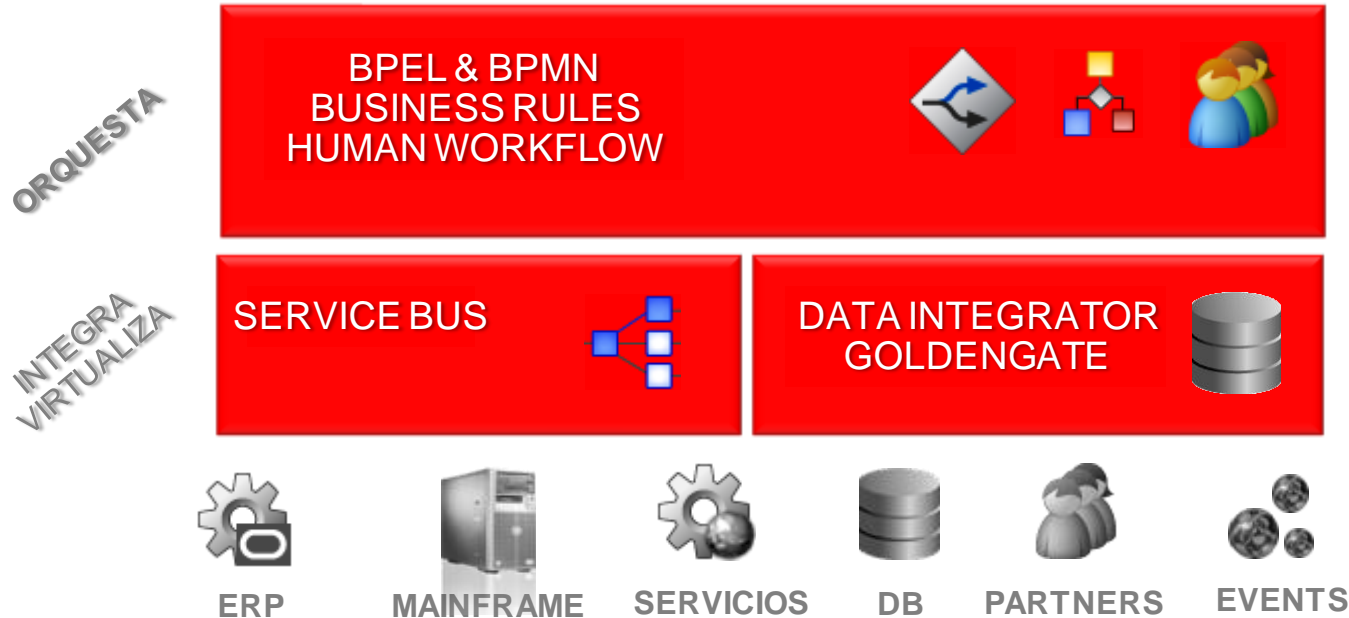 ORQUESTA
BPEL & BPMN
BUSINESS RULES
HUMAN WORKFLOW
INTEGRA
VIRTUALIZA
SERVICE BUS
DATA INTEGRATOR
GOLDENGATE
ERP
MAINFRAME
SERVICIOS
DB
PARTNERS
EVENTS